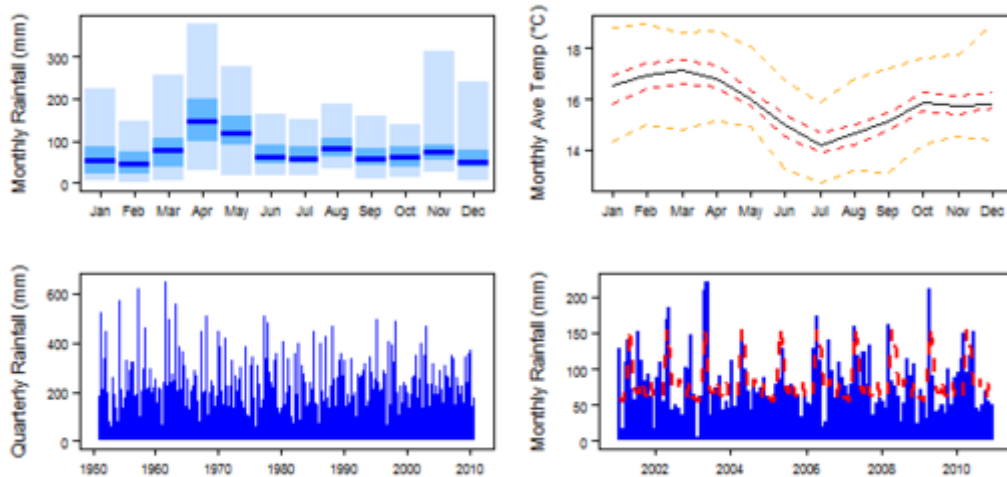 Monthly Rainfall (mm)
300
200
100
0
Jan Feb Mar Apr May Jun Jul Aug Sep Oct Nov Dec
Monthly Ave Temp (°C)
18
16
14
Jan Feb Mar Apr May Jun Jul Aug Sep Oct Nov Dec
Quarterly Rainfall (mm)
600
400
200
0
1950 1960 1970 1980 1990 2000 2010
Monthly Rainfall (mm)
200
150
100
50
0
2002 2004 2006 2008 2010